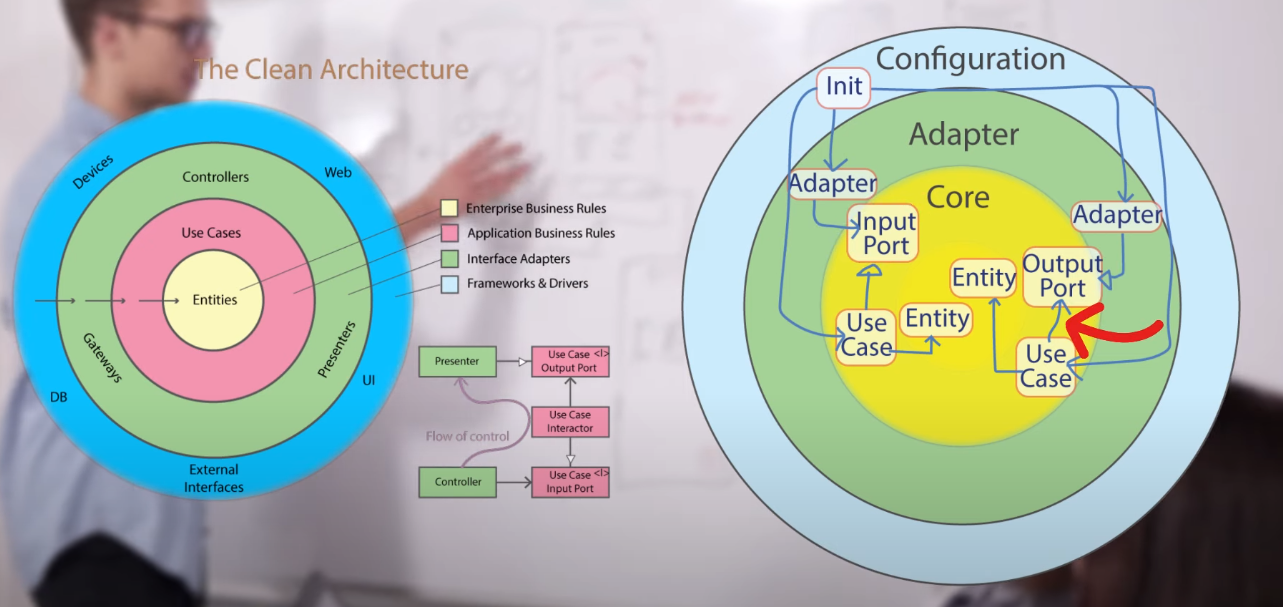 The Clean Architecture
Devices
Controllers
Web
Use Cases
Entities
Gateways
Presenters
DB
UI
External
Interfaces
Enterprise Business Rules
Application Business Rules
Interface Adapters
Frameworks & Drivers
Presenter
Use Case <I>
Output Port
Flow of control
Use Case
Interactor
Controller
Use Case <I>
Input Port
Configuration
Init
Adapter
Adapter
Core
Input
Port
Adapter
Entity
Output
Port
Use
Case
Entity
Use
Case